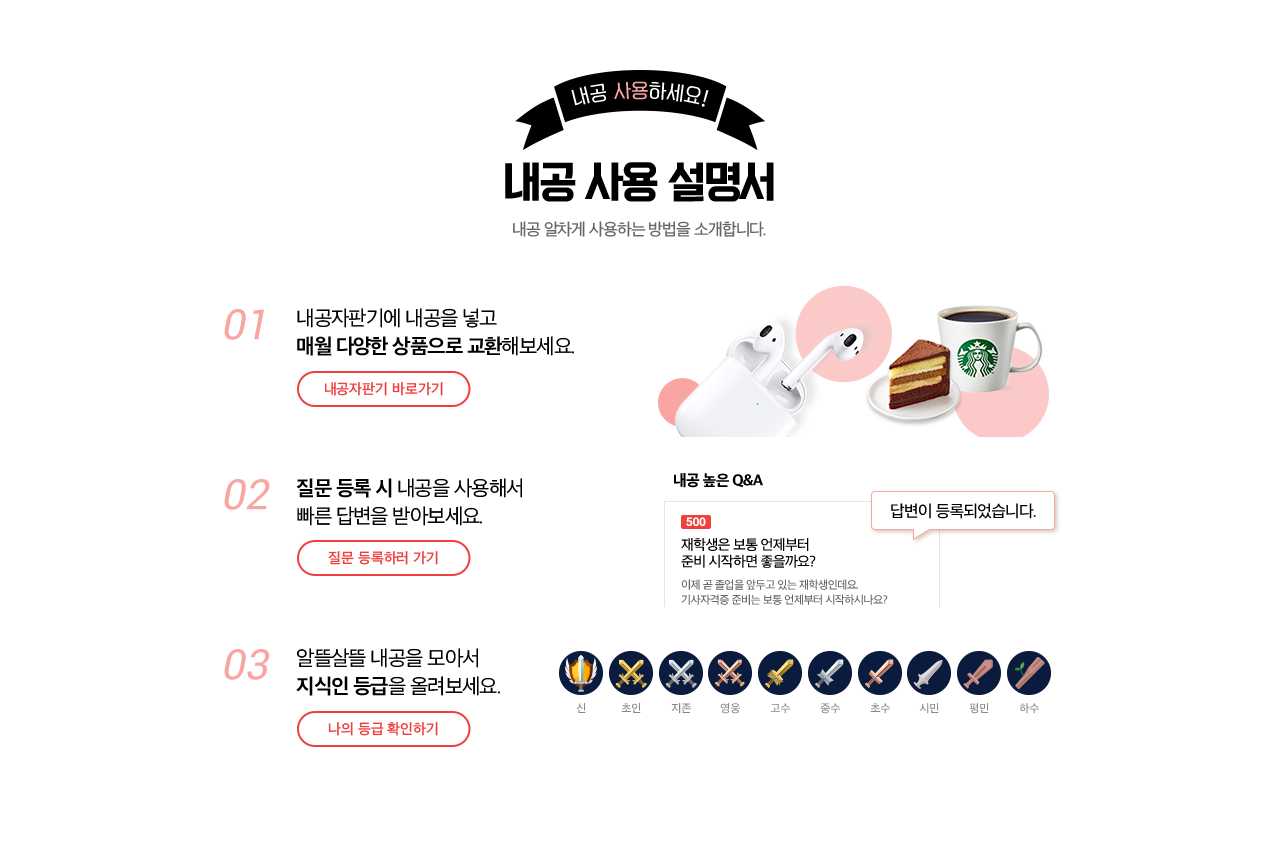 내공 사용하세요!
내공 사용 설명서
내공 알차게 사용하는 방법을 소개합니다.
01
내공자판기에 내공을 넣고
매월 다양한 상품으로 교환해보세요.
내공자판기 바로가기
02
질문 등록 시 내공을 사용해서
빠른 답변을 받아보세요.
질문 등록하러 가기
내공 높은 Q&A
답변이 등록되었습니다.
500
재학생은 보통 언제부터
준비 시작하면 좋을까요?
이제 곧 졸업을 앞두고 있는 재학생인데요.
기사자격증 준비는 보통 언제부터 시작하시나요?
03
알뜰살뜰 내공을 모아서
지식인 등급을 올려보세요.
나의 등급 확인하기
신 초인 지존 영웅 고수 중수 초수 시민 평민 하수